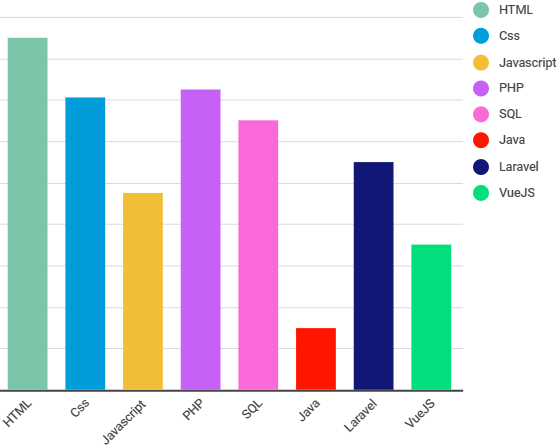 HTML
Css
Javascript
PHP
SQL
Java
Laravel
VueJS
HTML
Css
Javascript
PHP
SQL
Java
Laravel
VueJS